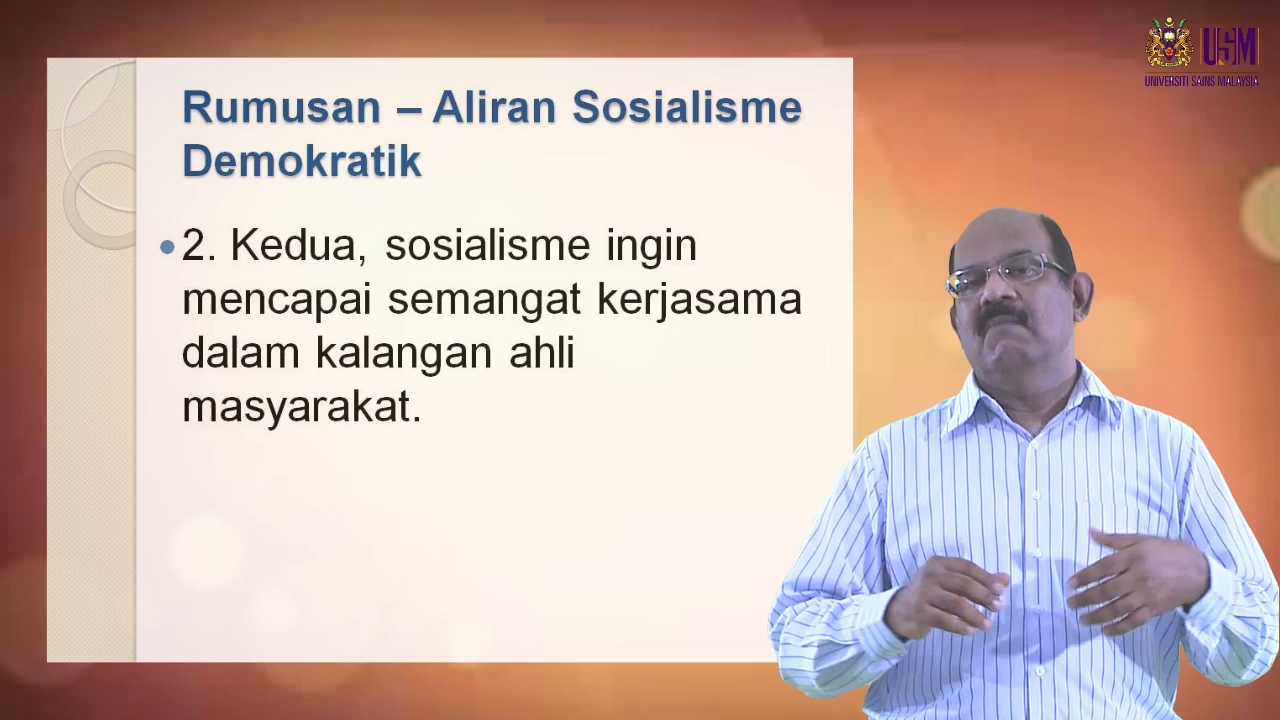 Rumusan – Aliran Sosialisme
Demokratik
•2. Kedua, sosialisme ingin
mencapai semangat kerjasama
dalam kalangan ahli
masyarakat.
USM
UNIVERSITI SAINS MALAYSIA